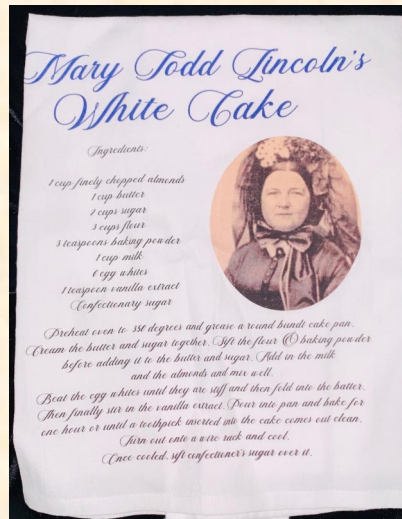 Mary Todd Lincoln's
White Cake
Ingredients:
1 cup finely chopped almonds
1 cup butter
2 cups sugar
3 cups flour
3 teaspoons baking powder
1 cup milk
6 egg whites
1 teaspoon vanilla extract
Confectionary sugar
Preheat oven to 350 degrees and grease a round bundt cake pan.
Cream the butter and sugar together. Sift the flour & baking powder
before adding it to the butter and sugar. Add in the milk
and the almonds and mix well.
Beat the egg whites until they are stiff and then fold into the batter.
Then finally stir in the vanilla extract. Pour into pan and bake for
one hour or until a toothpick inserted into the cake comes out clean.
Turn out onto a wire rack and cool.
Once cooled, sift confectioner's sugar over it.